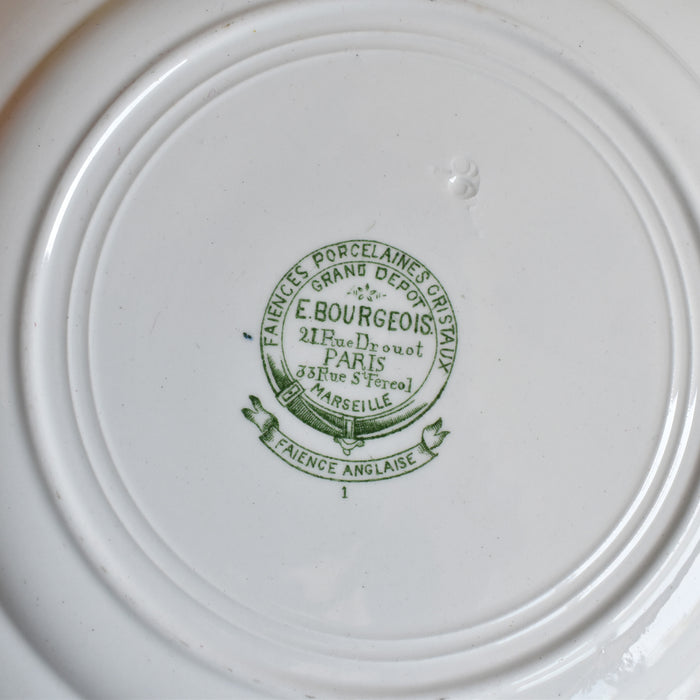 FAIENCES PORCELAINES CRISTAUX
GRAND DEPOT
E.BOURGEOIS.
21 Rue Drouot
PARIS
33 Rue St Fereol
MARSEILLE
FAIENCE ANGLAISE
1